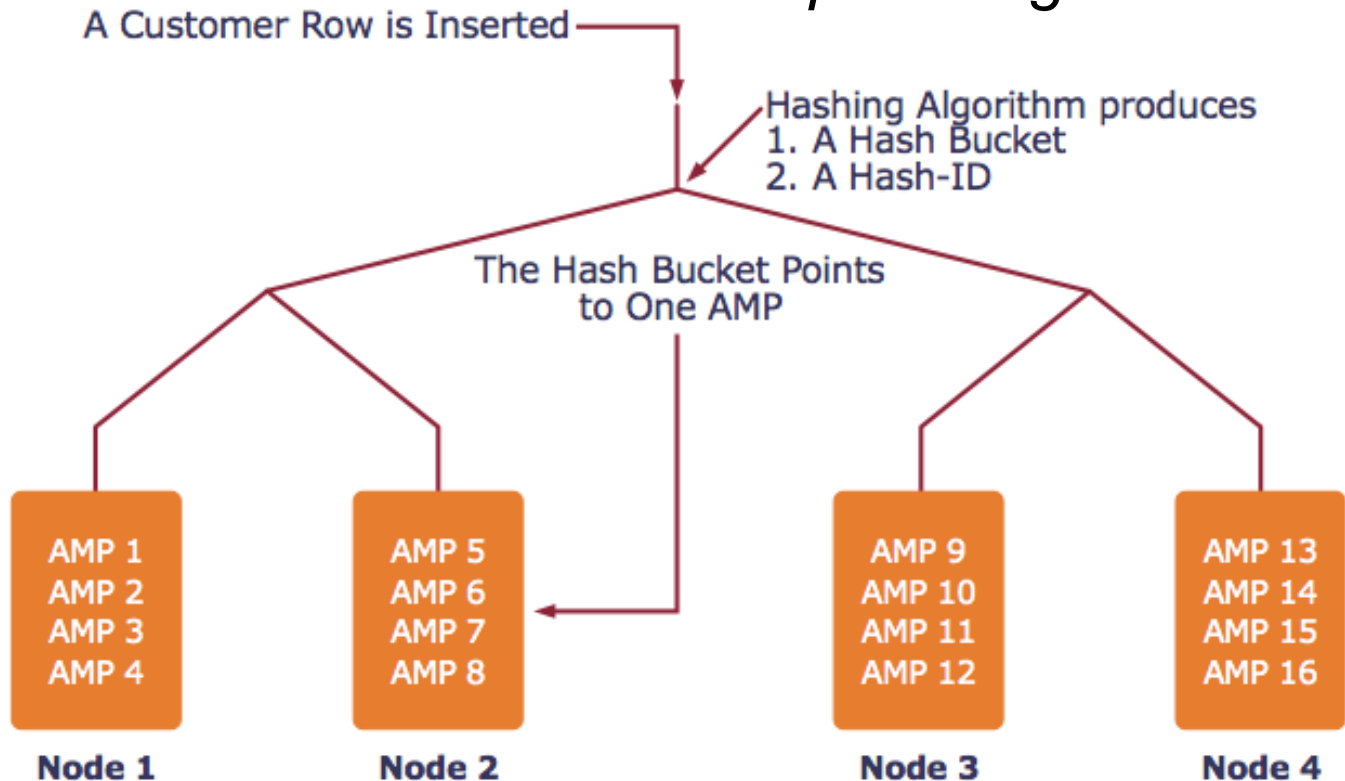 A Customer Row is Inserted
Hashing Algorithm produces
1. A Hash Bucket
2. A Hash-ID
The Hash Bucket Points
to One AMP
AMP 1
AMP 2
AMP 3
AMP 4
Node 1
AMP 5
AMP 6
AMP 7
AMP 8
Node 2
AMP 9
AMP 10
AMP 11
AMP 12
Node 3
AMP 13
AMP 14
AMP 15
AMP 16
Node 4